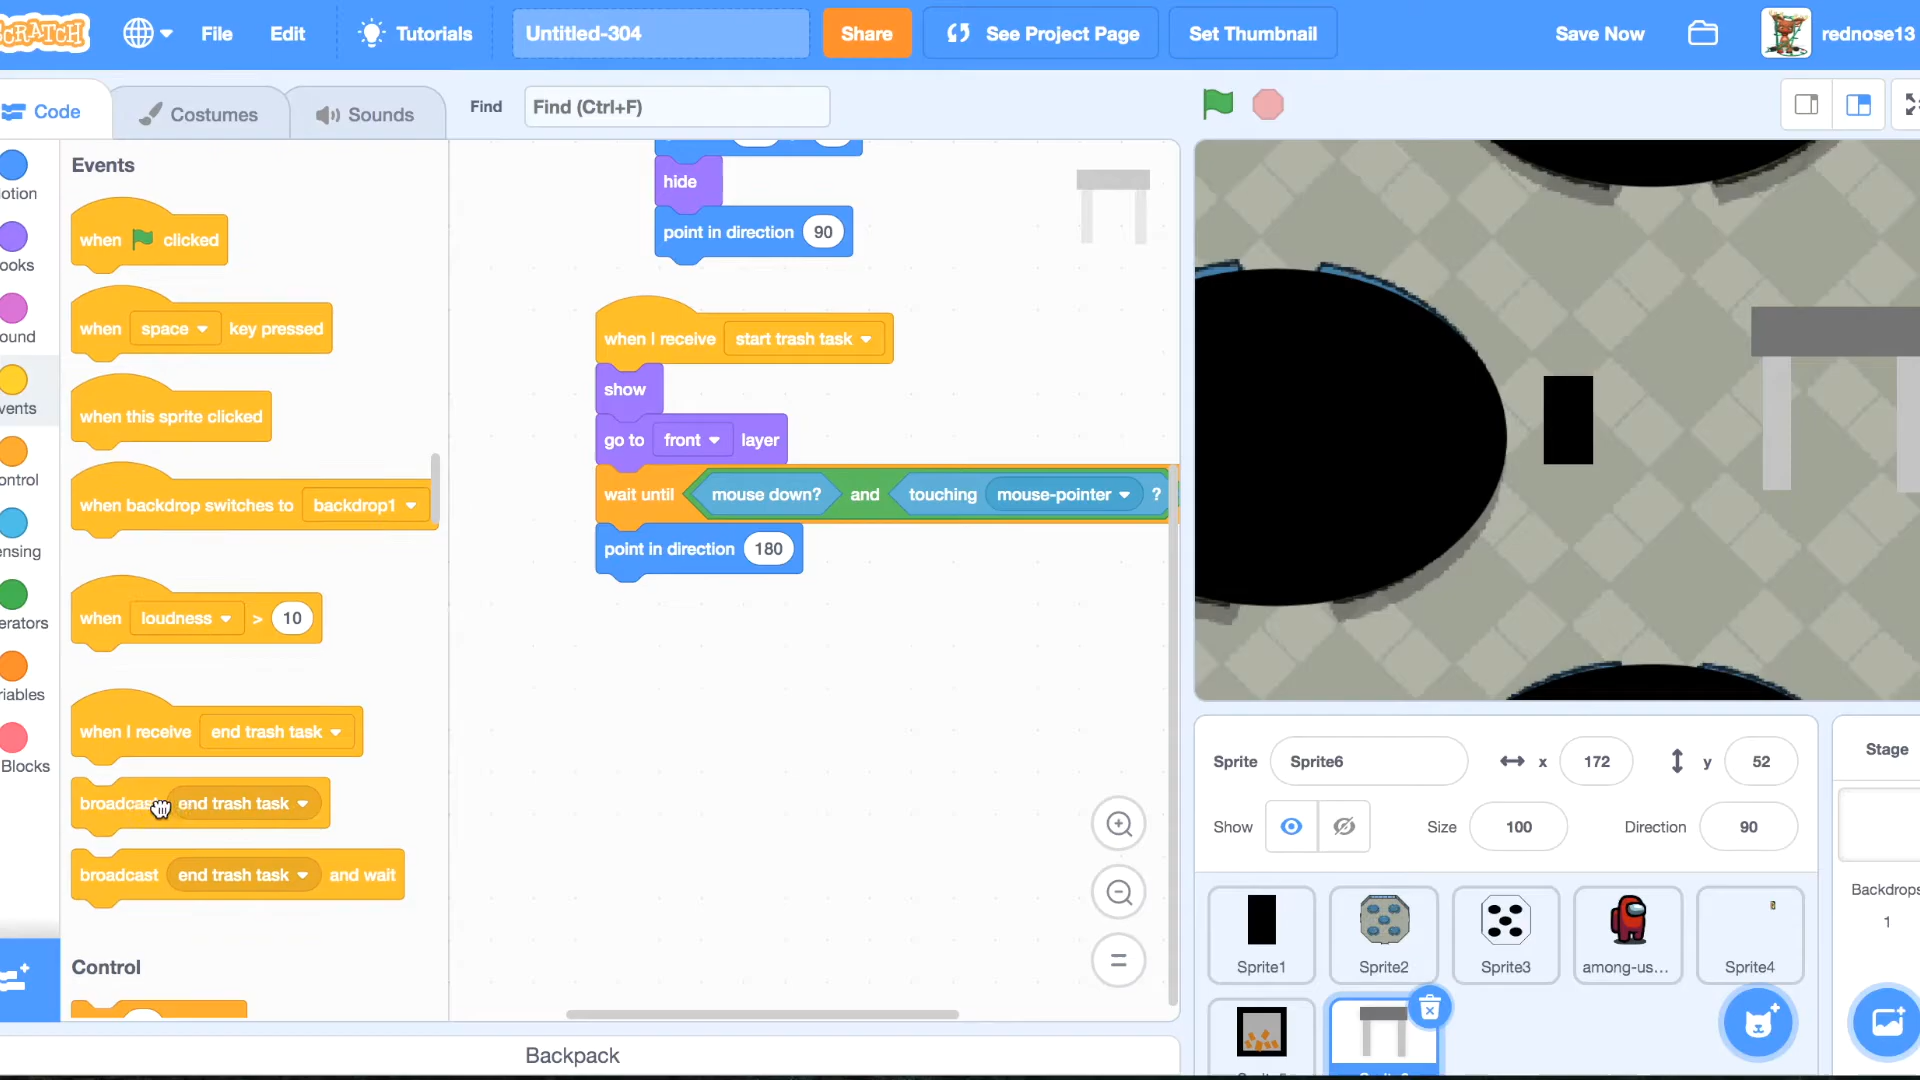 SCRATCH
File
Edit
Tutorials
Untitled-304
Share
See Project Page
Set Thumbnail
Save Now
rednose13
Code
Costumes
Sounds
Find
Find (Ctrl+F)
otion
ooks
ound
vents
ontrol
ensing
erators
riables
Blocks
Events
when clicked
when space key pressed
when this sprite clicked
when backdrop switches to backdrop1
when loudness > 10
when I receive end trash task
broadcast end trash task
broadcast end trash task and wait
Control
hide
point in direction 90
when I receive start trash task
show
go to front layer
wait until mouse down? and touching mouse-pointer ?
point in direction 180
Backpack
Sprite Sprite6 x 172 y 52
Show Size 100 Direction 90
Sprite1
Sprite2
Sprite3
among-us...
Sprite4
Stage
Backdrops
1